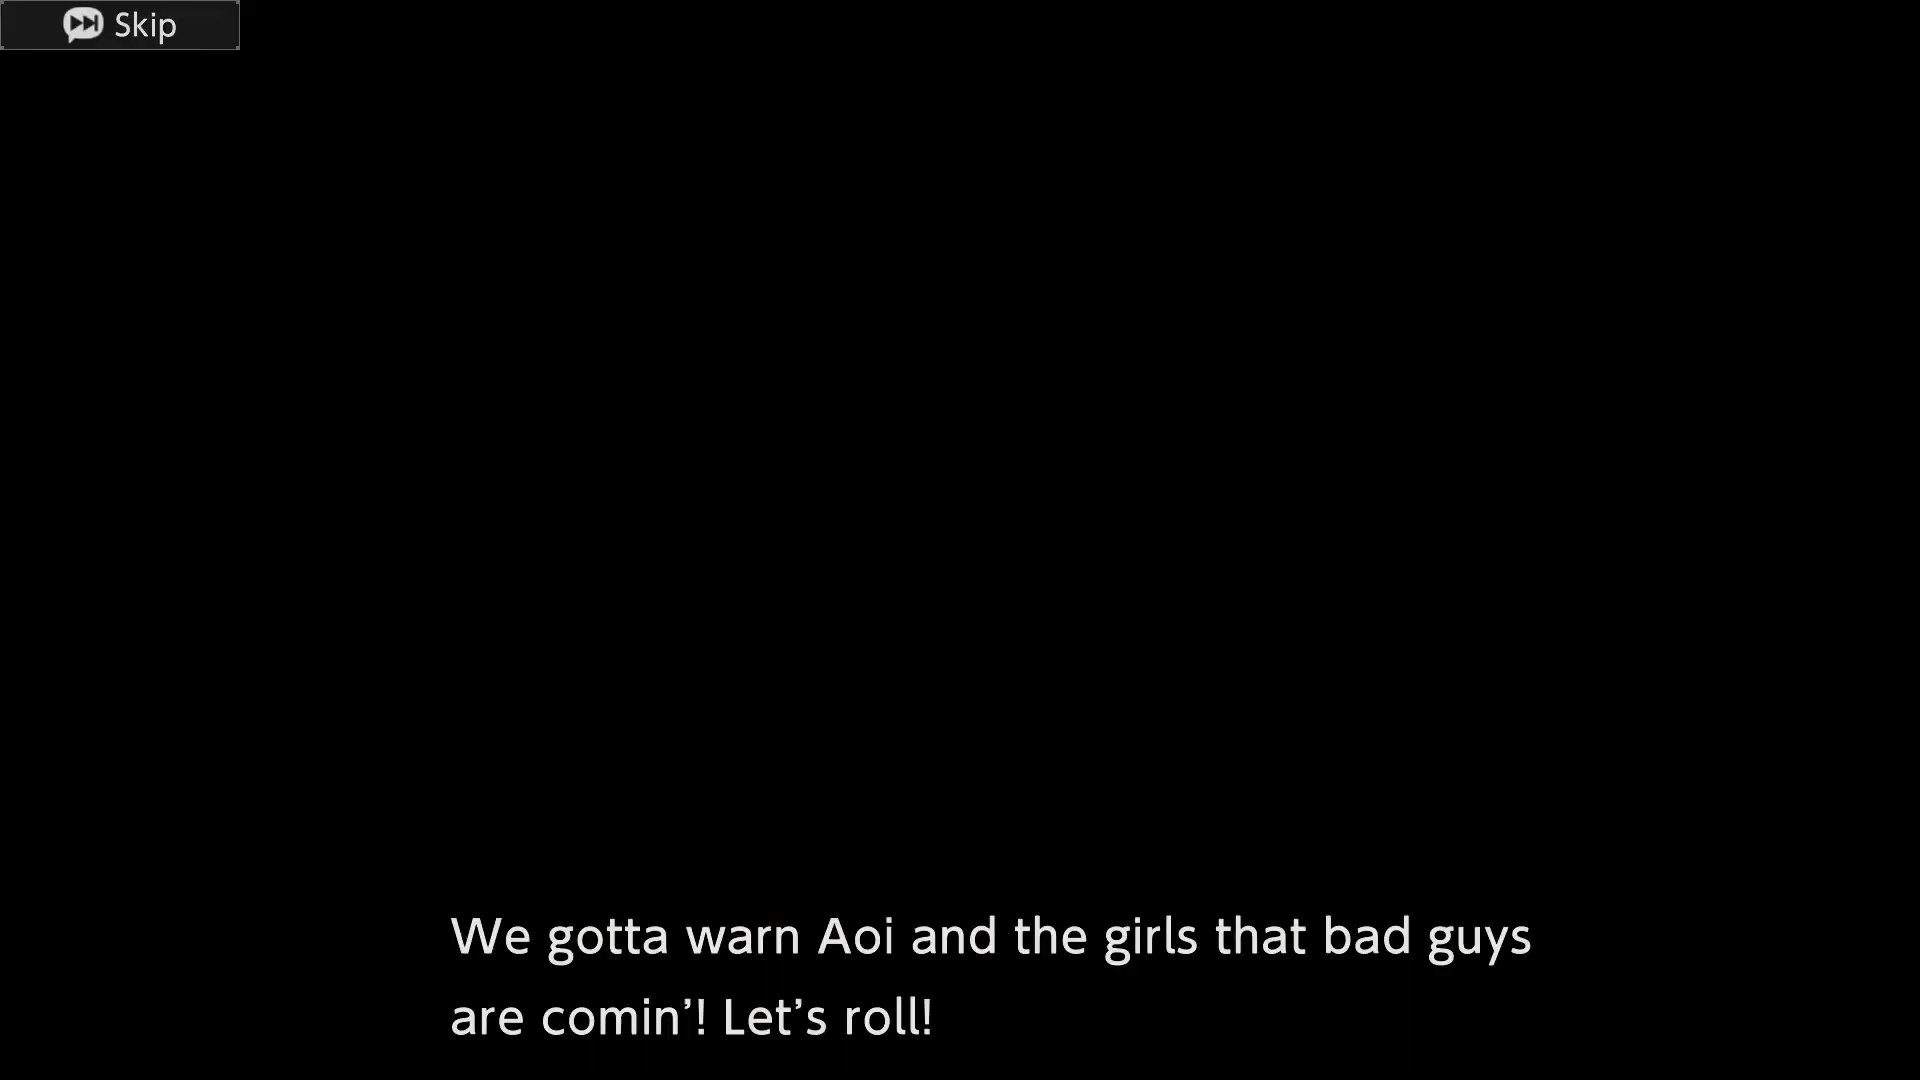 Skip
We gotta warn Aoi and the girls that bad guys
are comin’! Let’s roll!